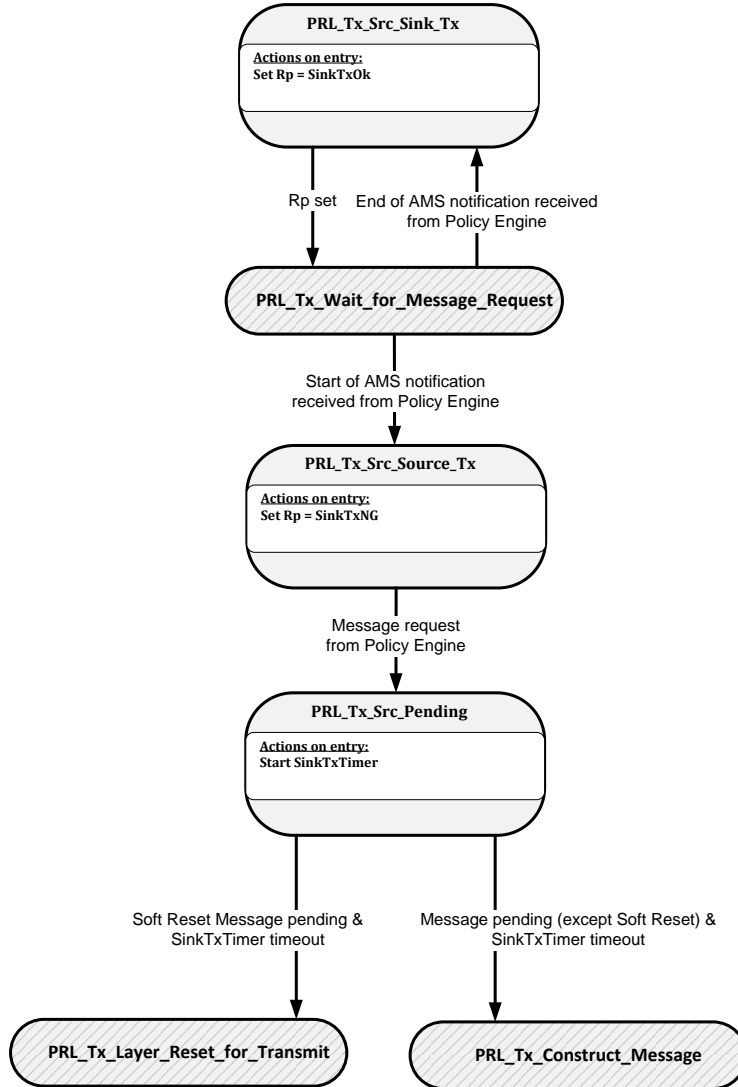 PRL_Tx_Src_Sink_Tx
Actions on entry:
Set Rp = SinkTxOk
Rp set
End of AMS notification received
from Policy Engine
PRL_Tx_Wait_for_Message_Request
Start of AMS notification
received from Policy Engine
PRL_Tx_Src_Source_Tx
Actions on entry:
Set Rp = SinkTxNG
Message request
from Policy Engine
PRL_Tx_Src_Pending
Actions on entry:
Start SinkTxTimer
Soft Reset Message pending &
SinkTxTimer timeout
Message pending (except Soft Reset) &
SinkTxTimer timeout
PRL_Tx_Layer_Reset_for_Transmit
PRL_Tx_Construct_Message